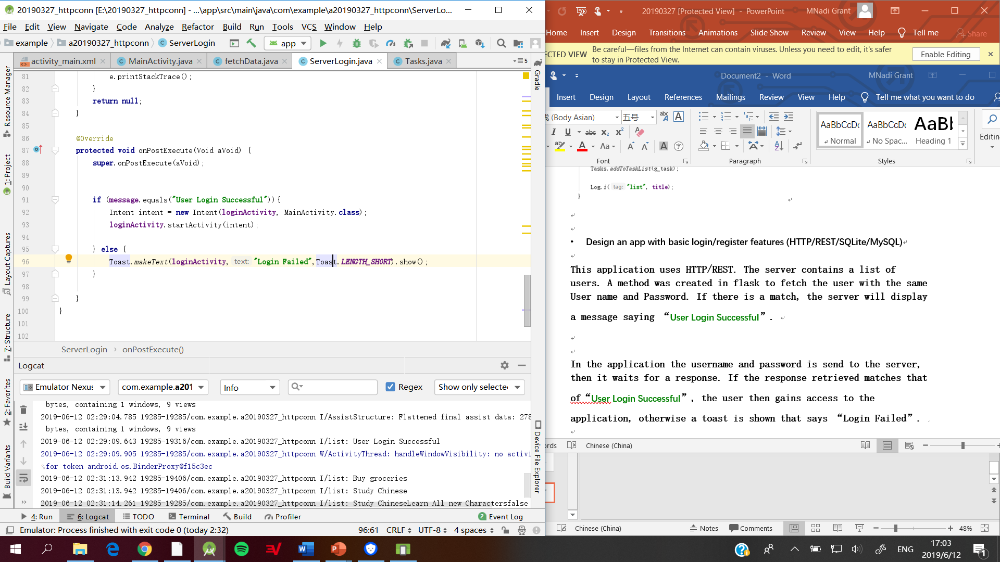 20190327_httpconn [E:\20190327_httpconn] - ...\app\src\main\java\com\example\a20190327_httpconn\ServerLo...
File Edit View Navigate Code Analyze Refactor Build Run Tools VCS Window Help
example a20190327_httpconn ServerLogin app
activity_main.xml MainActivity.java fetchData.java ServerLogin.java Tasks.java 5
81 e.printStackTrace();
82 }
83 return null;
84 }
85
86 @Override
87 protected void onPostExecute(Void aVoid) {
88 super.onPostExecute(aVoid);
89
90
91 if (message.equals("User Login Successful")){
92 Intent intent = new Intent(loginActivity, MainActivity.class);
93 loginActivity.startActivity(intent);
94
95 } else {
96 Toast.makeText(loginActivity, text: "Login Failed",Toast.LENGTH_SHORT).show();
97 }
98
99 }
100 }
101
102
ServerLogin › onPostExecute()
Resource Manager
1: Project
Layout Captures
7: Structure
2: Favorites
Build Variants
Gradle
Device File Explorer
Logcat
Emulator Nexus com.example.a201 Info Regex Show only selected
bytes, containing 1 windows, 9 views
2019-06-12 02:29:04.785 19285-19285/com.example.a20190327_httpconn I/AssistStructure: Flattened final assist data: 278
bytes, containing 1 windows, 9 views
2019-06-12 02:29:09.643 19285-19316/com.example.a20190327_httpconn I/list: User Login Successful
2019-06-12 02:29:09.905 19285-19285/com.example.a20190327_httpconn W/ActivityThread: handleWindowVisibility: no activi
for token android.os.BinderProxy@f15c3ec
2019-06-12 02:31:13.942 19285-19406/com.example.a20190327_httpconn I/list: Buy groceries
2019-06-12 02:31:13.942 19285-19406/com.example.a20190327_httpconn I/list: Study Chinese
2019-06-12 02:31:14.261 19285-19285/com.example.a20190327_httpconn I/list: Study ChineseLearn All new Charactersfalse
4: Run 6: Logcat TODO Terminal Build Profiler 2 Event Log
Emulator: Process finished with exit code 0 (today 2:32) 96:61 CRLF UTF-8 4 spaces
20190327 [Protected View] - PowerPoint MNadi Grant
Home Insert Design Transitions Animations Slide Show Review View Help Tell me Share
CTED VIEW Be careful—files from the Internet can contain viruses. Unless you need to edit, it's safer
to stay in Protected View. Enable Editing
Document2 - Word MNadi Grant
Insert Design Layout References Mailings Review View Help Tell me what you want to do
(Body Asian) 五号 abc A
I U abc x₂ x² AaBbCcDc AaBbCcDc AaBb
Normal No Spac... Heading 1 Editing
aby A Aa A A A 字
Font Paragraph Styles
Tasks.addToTaskList(g_task);
Log.i( tag: "list", title);
}
• Design an app with basic login/register features (HTTP/REST/SQLite/MySQL)
This application uses HTTP/REST. The server contains a list of
users. A method was created in flask to fetch the user with the same
User name and Password. If there is a match, the server will display
a message saying “User Login Successful”.
In the application the username and password is send to the server,
then it waits for a response. If the response retrieved matches that
of“User Login Successful”, the user then gains access to the
application, otherwise a toast is shown that says “Login Failed”.
ords Chinese (China)
Chinese (China) Notes Comments 48%
ENG 17:03
2019/6/12 1